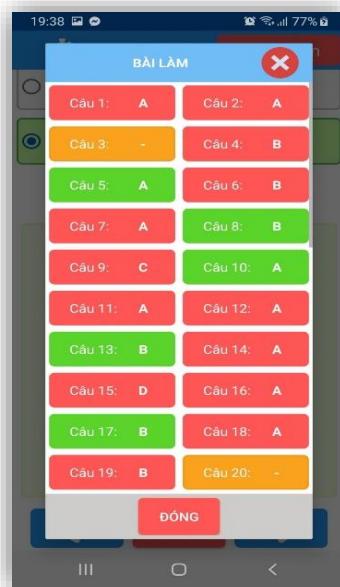 19:38 77%
BÀI LÀM
Câu 1: A Câu 2: A
Câu 3: - Câu 4: B
Câu 5: A Câu 6: B
Câu 7: A Câu 8: B
Câu 9: C Câu 10: A
Câu 11: A Câu 12: A
Câu 13: B Câu 14: A
Câu 15: D Câu 16: A
Câu 17: B Câu 18: A
Câu 19: B Câu 20: -
ĐÓNG